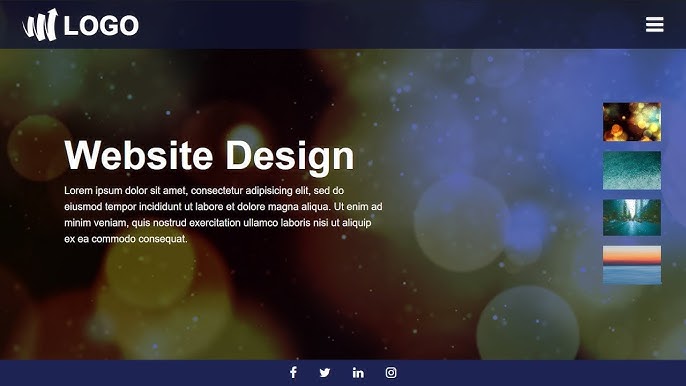 LOGO
Website Design
Lorem ipsum dolor sit amet, consectetur adipisicing elit, sed do
eiusmod tempor incididunt ut labore et dolore magna aliqua. Ut enim ad
minim veniam, quis nostrud exercitation ullamco laboris nisi ut aliquip
ex ea commodo consequat.